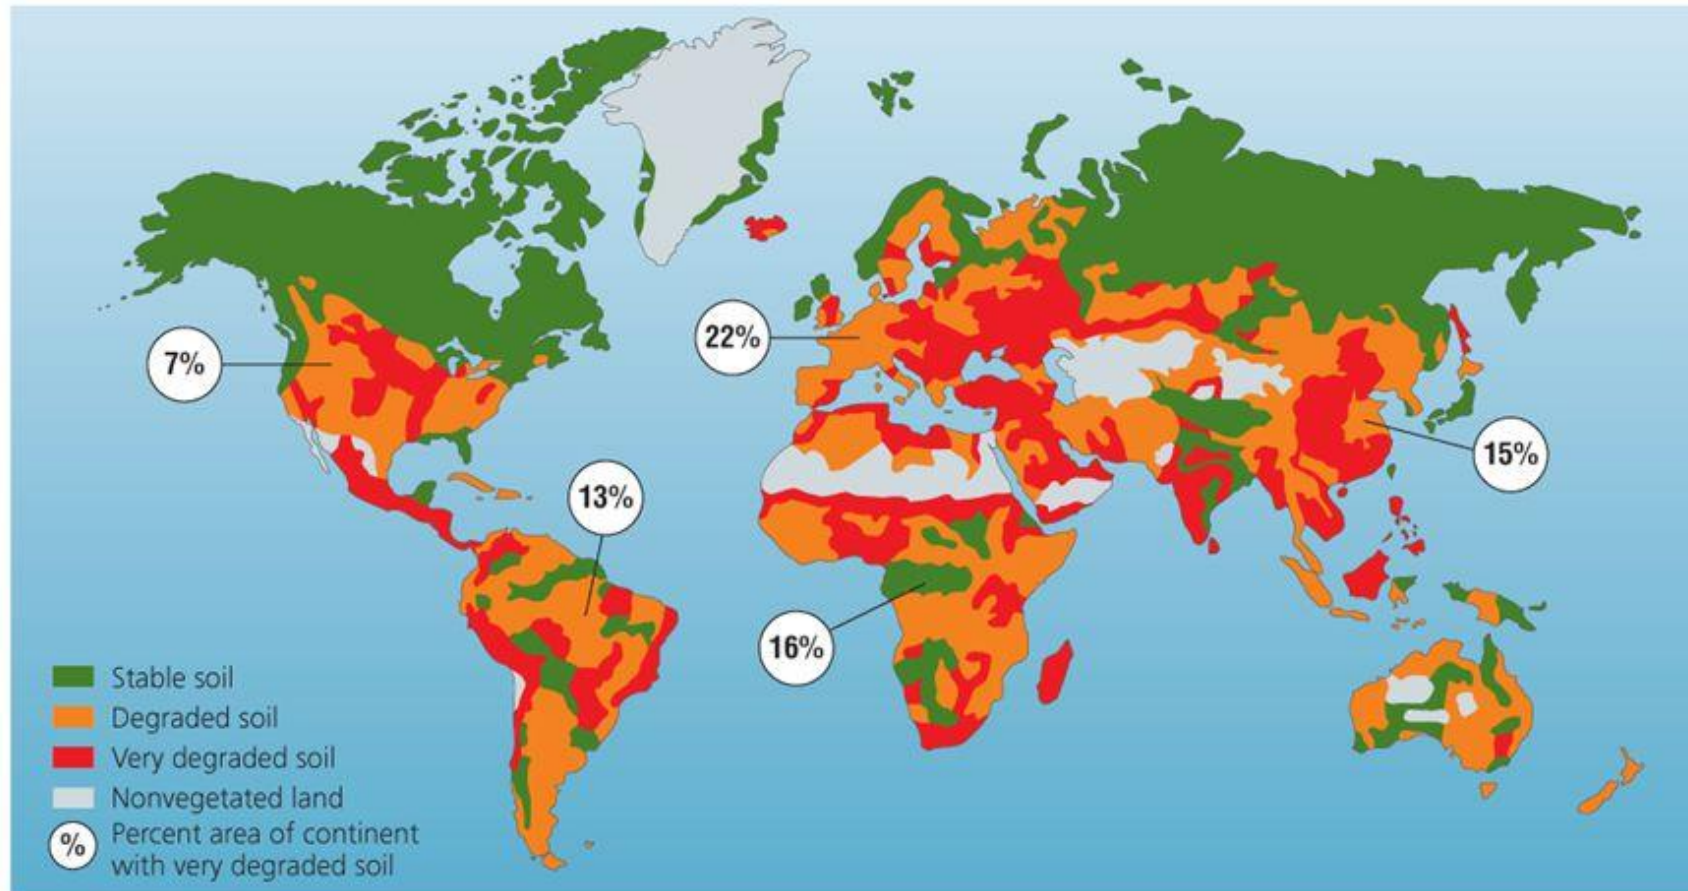 7%
22%
15%
13%
16%
Stable soil
Degraded soil
Very degraded soil
Nonvegetated land
% Percent area of continent
with very degraded soil